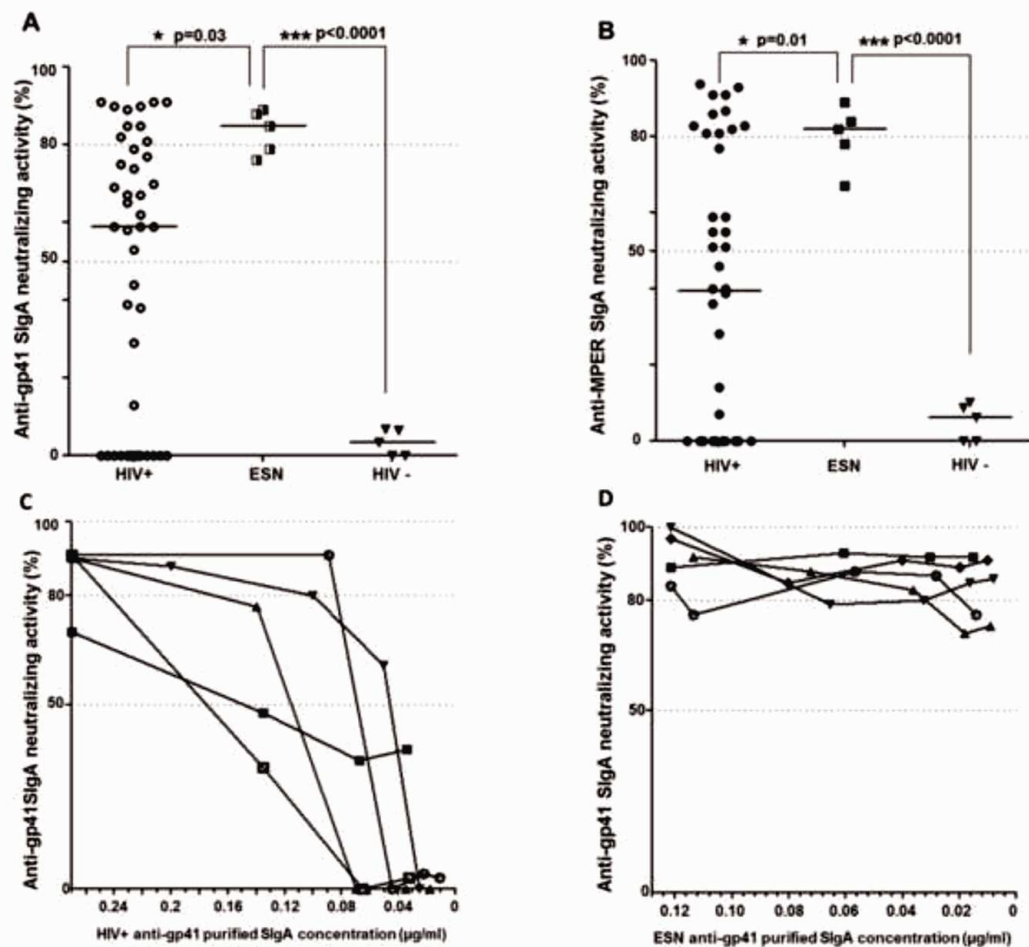 A
* p=0.03
*** p<0.0001
Anti-gp41 SIgA neutralizing activity (%)
100
80
50
0
HIV+
ESN
HIV -
B
* p=0.01
*** p<0.0001
Anti-MPER SIgA neutralizing activity (%)
100
80
50
0
HIV+
ESN
HIV -
C
Anti-gp41SIgA neutralizing activity (%)
100
80
50
0
0.24
0.2
0.16
0.12
0.08
0.04
0
HIV+ anti-gp41 purified SIgA concentration (µg/ml)
D
Anti-gp41 SIgA neutralizing activity (%)
100
80
50
0
0.12
0.10
0.08
0.06
0.04
0.02
0
ESN anti-gp41 purified SIgA concentration (µg/ml)